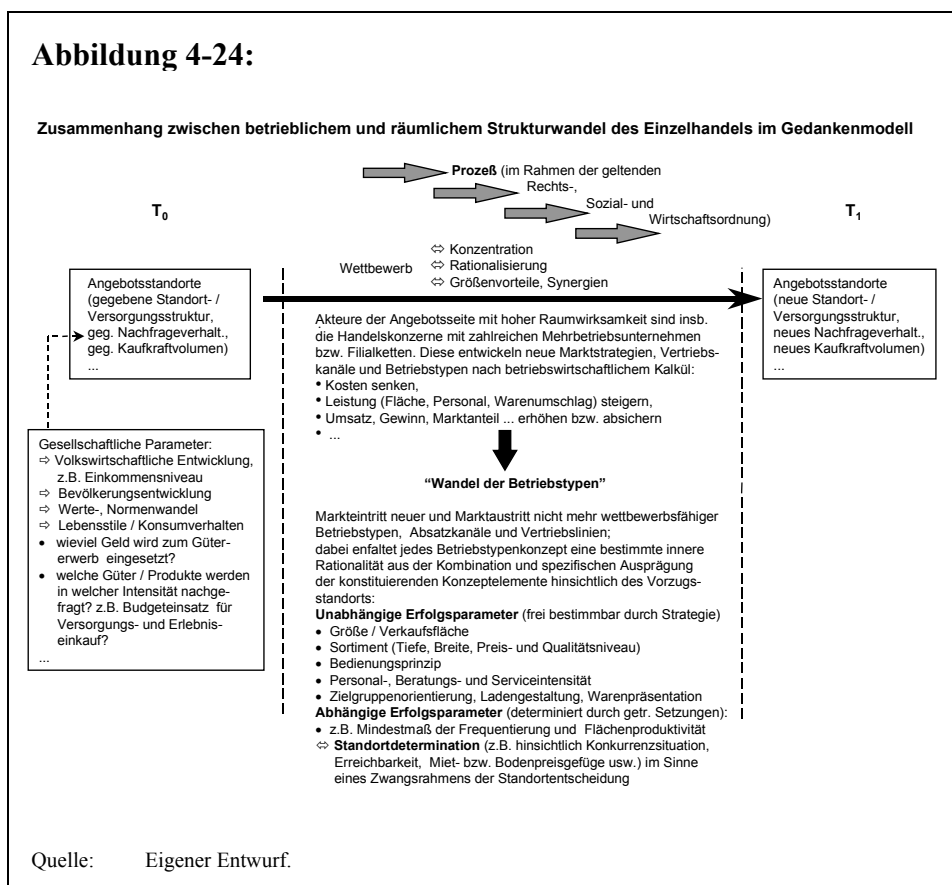 Abbildung 4-24:
Zusammenhang zwischen betrieblichem und räumlichem Strukturwandel des Einzelhandels im Gedankenmodell
Prozeß (im Rahmen der geltenden
Rechts-,
Sozial- und
Wirtschaftsordnung)
T0
T1
Wettbewerb
⬄ Konzentration
⬄ Rationalisierung
⬄ Größenvorteile, Synergien
Angebotsstandorte
(gegebene Standort- /
Versorgungsstruktur,
geg. Nachfrageverhalt.,
geg. Kaufkraftvolumen)
...
Gesellschaftliche Parameter:
⇨ Volkswirtschaftliche Entwicklung,
z.B. Einkommensniveau
⇨ Bevölkerungsentwicklung
⇨ Werte-, Normenwandel
⇨ Lebensstile / Konsumverhalten
• wieviel Geld wird zum Güter-
erwerb eingesetzt?
• welche Güter / Produkte werden
in welcher Intensität nachge-
fragt? z.B. Budgeteinsatz für
Versorgungs- und Erlebnis-
einkauf?
...
Akteure der Angebotsseite mit hoher Raumwirksamkeit sind insb.
die Handelskonzerne mit zahlreichen Mehrbetriebsunternehmen
bzw. Filialketten. Diese entwickeln neue Marktstrategien, Vertriebs-
kanäle und Betriebstypen nach betriebswirtschaftlichem Kalkül:
• Kosten senken,
• Leistung (Fläche, Personal, Warenumschlag) steigern,
• Umsatz, Gewinn, Marktanteil ... erhöhen bzw. absichern
• ...
“Wandel der Betriebstypen”
Markteintritt neuer und Marktaustritt nicht mehr wettbewerbsfähiger
Betriebstypen, Absatzkanäle und Vertriebslinien;
dabei enfaltet jedes Betriebstypenkonzept eine bestimmte innere
Rationalität aus der Kombination und spezifischen Ausprägung
der konstituierenden Konzeptelemente hinsichtlich des Vorzugs-
standorts:
Unabhängige Erfolgsparameter (frei bestimmbar durch Strategie)
• Größe / Verkaufsfläche
• Sortiment (Tiefe, Breite, Preis- und Qualitätsniveau)
• Bedienungsprinzip
• Personal-, Beratungs- und Serviceintensität
• Zielgruppenorientierung, Ladengestaltung, Warenpräsentation
Abhängige Erfolgsparameter (determiniert durch getr. Setzungen):
• z.B. Mindestmaß der Frequentierung und Flächenproduktivität
⬄ Standortdetermination (z.B. hinsichtlich Konkurrenzsituation,
Erreichbarkeit, Miet- bzw. Bodenpreisgefüge usw.) im Sinne
eines Zwangsrahmens der Standortentscheidung
Angebotsstandorte
(neue Standort- /
Versorgungsstruktur,
neues Nachfrageverhalt.,
neues Kaufkraftvolumen)
...
Quelle: Eigener Entwurf.